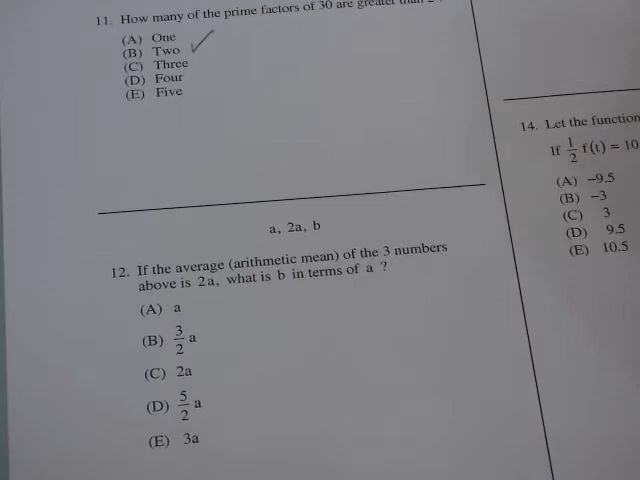 11. How many of the prime factors of 30 are greater than
(A) One
(B) Two
(C) Three
(D) Four
(E) Five
a, 2a, b
12. If the average (arithmetic mean) of the 3 numbers
above is 2a, what is b in terms of a ?
(A) a
(B) 3/2 a
(C) 2a
(D) 5/2 a
(E) 3a
14. Let the function
If 1/2 f(t) = 10
(A) −9.5
(B) −3
(C) 3
(D) 9.5
(E) 10.5